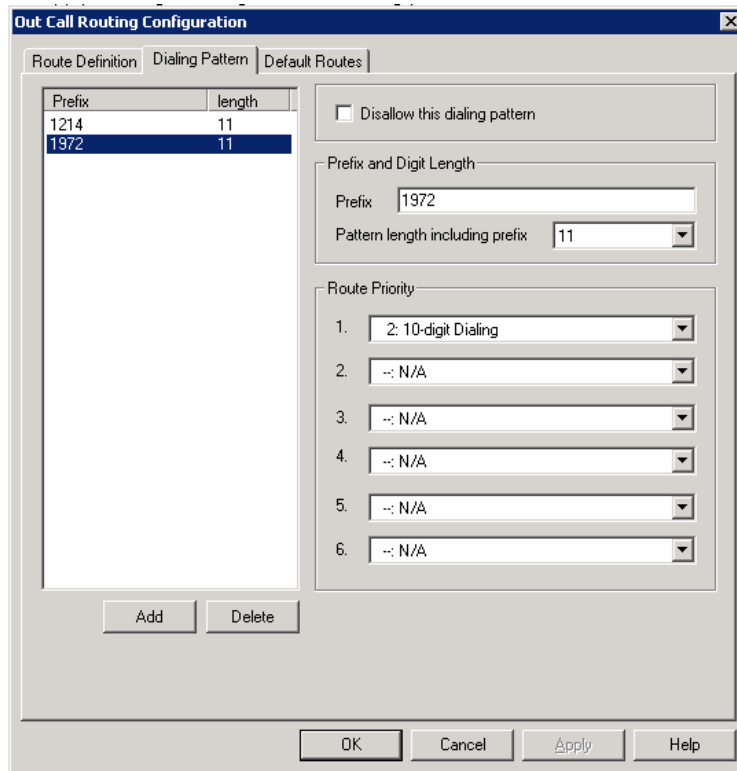 Out Call Routing Configuration
Route Definition Dialing Pattern Default Routes
Prefix length
1214 11
1972 11
Disallow this dialing pattern
Prefix and Digit Length
Prefix 1972
Pattern length including prefix 11
Route Priority
1. 2: 10-digit Dialing
2. --: N/A
3. --: N/A
4. --: N/A
5. --: N/A
6. --: N/A
Add Delete
OK Cancel Apply Help